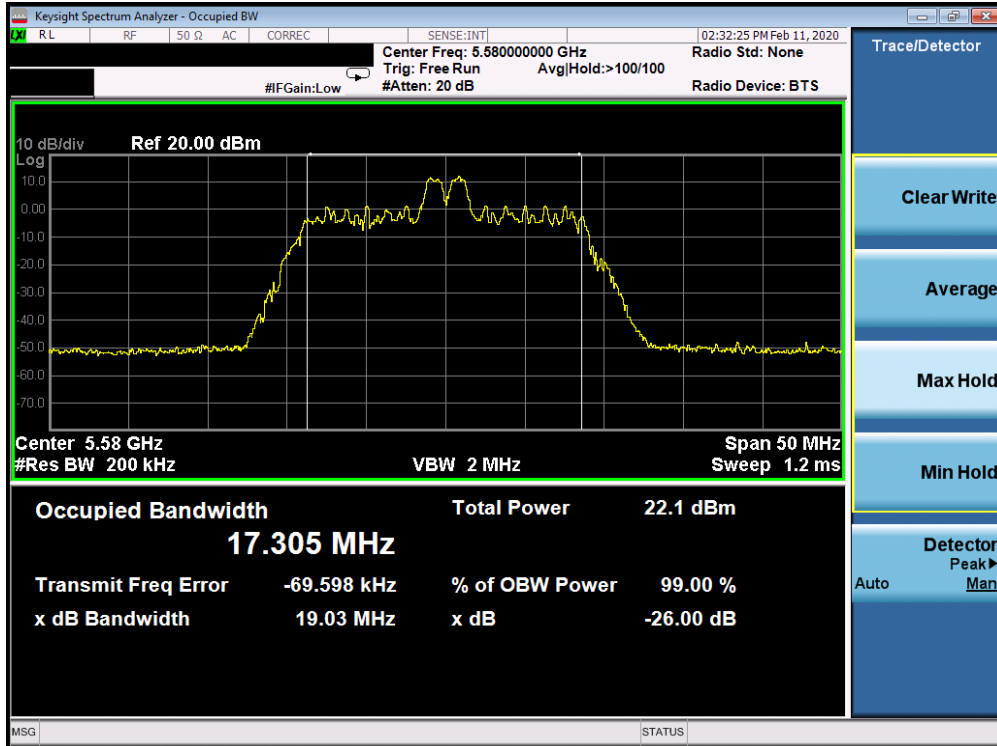 Keysight Spectrum Analyzer - Occupied BW
LXI RL RF 50 Ω AC CORREC SENSE:INT 02:32:25 PM Feb 11, 2020
Center Freq: 5.580000000 GHz Radio Std: None
Trig: Free Run Avg|Hold:>100/100
#IFGain:Low #Atten: 20 dB Radio Device: BTS
Trace/Detector
10 dB/div Ref 20.00 dBm
Log
10.0
0.00
-10.0
-20.0
-30.0
-40.0
-50.0
-60.0
-70.0
Center 5.58 GHz Span 50 MHz
#Res BW 200 kHz VBW 2 MHz Sweep 1.2 ms
Occupied Bandwidth Total Power 22.1 dBm
17.305 MHz
Transmit Freq Error -69.598 kHz % of OBW Power 99.00 %
x dB Bandwidth 19.03 MHz x dB -26.00 dB
Clear Write
Average
Max Hold
Min Hold
Detector
Peak▶
Auto Man
MSG STATUS